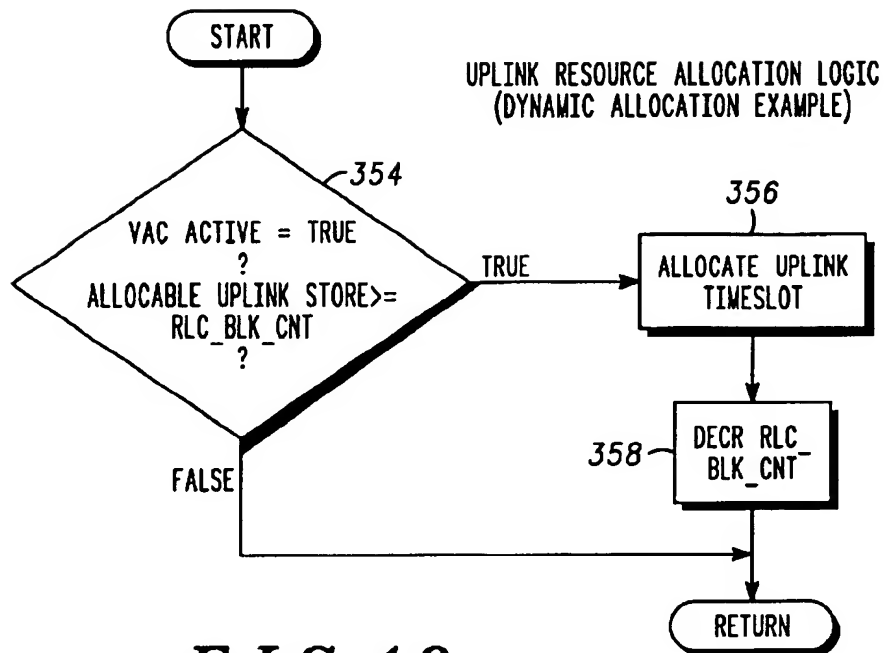 START
UPLINK RESOURCE ALLOCATION LOGIC
(DYNAMIC ALLOCATION EXAMPLE)
354
VAC ACTIVE = TRUE
?
ALLOCABLE UPLINK STORE>=
RLC_BLK_CNT
?
TRUE
FALSE
356
ALLOCATE UPLINK
TIMESLOT
358
DECR RLC_
BLK_CNT
RETURN